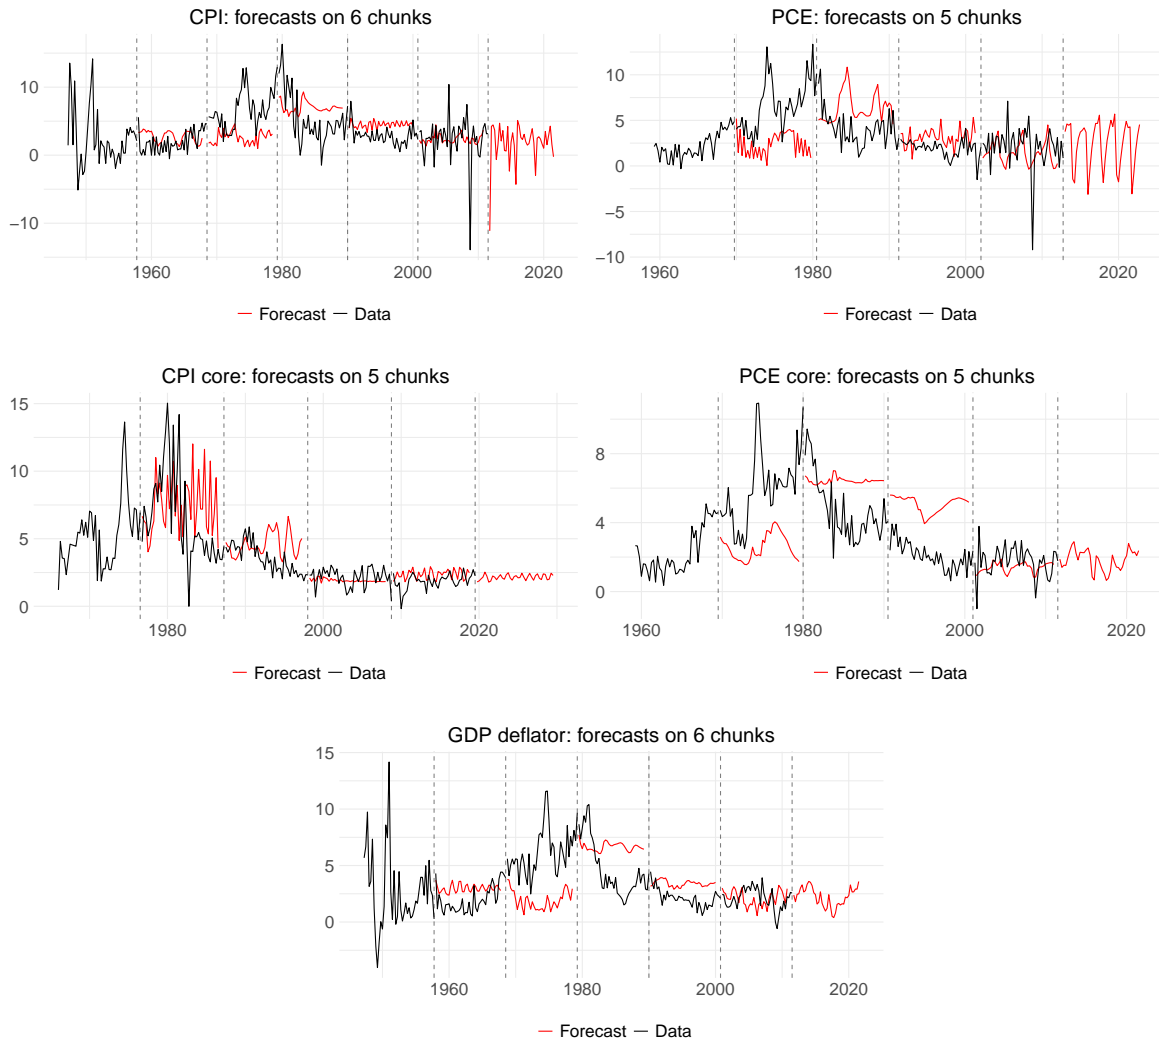 CPI: forecasts on 6 chunks
10
0
−10
1960
1980
2000
2020
Forecast
Data
PCE: forecasts on 5 chunks
10
5
0
−5
−10
1960
1980
2000
2020
Forecast
Data
CPI core: forecasts on 5 chunks
15
10
5
0
1980
2000
2020
Forecast
Data
PCE core: forecasts on 5 chunks
8
4
0
1960
1980
2000
2020
Forecast
Data
GDP deflator: forecasts on 6 chunks
15
10
5
0
1960
1980
2000
2020
Forecast
Data